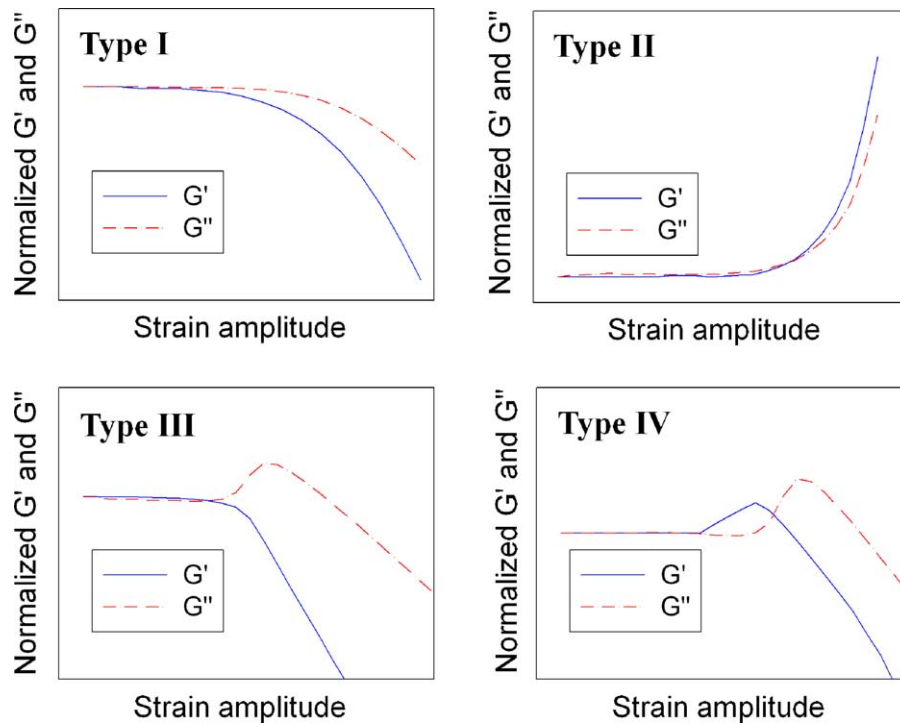 Normalized G' and G"
Type I
G'
G"
Strain amplitude
Normalized G' and G"
Type II
G'
G"
Strain amplitude
Normalized G' and G"
Type III
G'
G"
Strain amplitude
Normalized G' and G"
Type IV
G'
G"
Strain amplitude